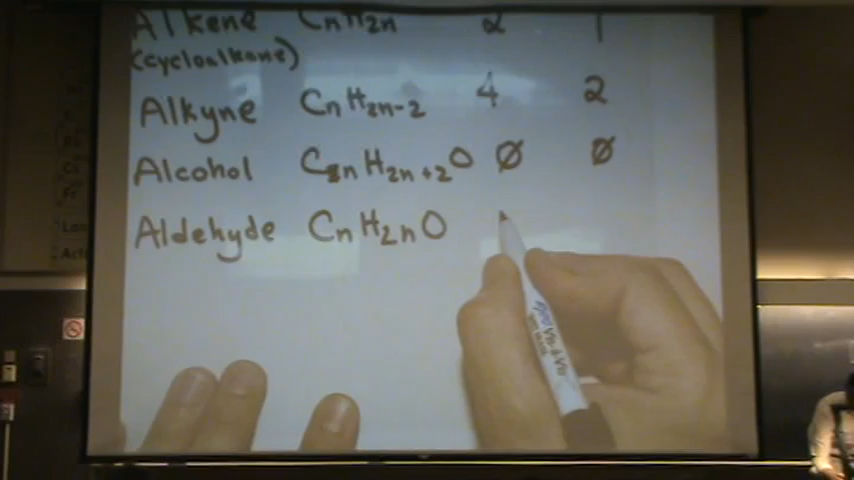 Alkene CnH2n 2 1
(cycloalkane)
Alkyne CnH2n-2 4 2
Alcohol CnH2n+2O Ø Ø
Aldehyde CnH2nO